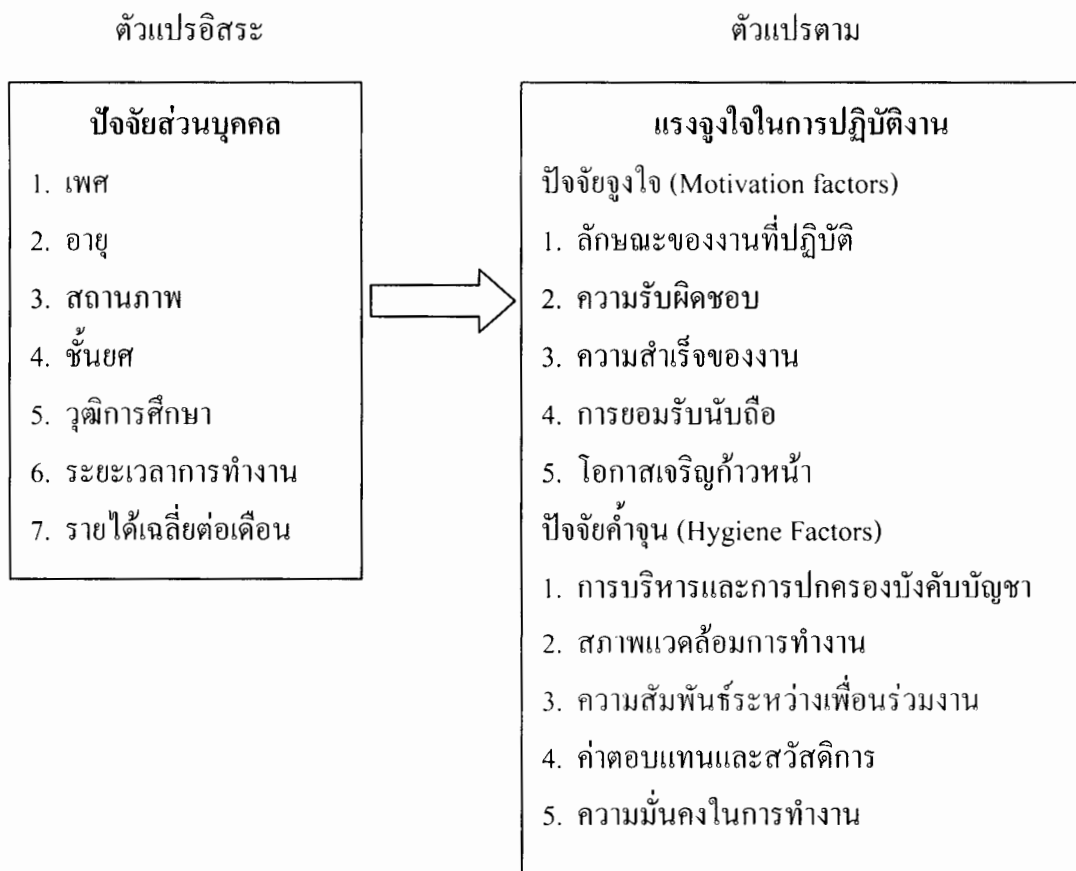 ตัวแปรอิสระ
ปัจจัยส่วนบุคคล
1. เพศ
2. อายุ
3. สถานภาพ
4. ชั้นยศ
5. วุฒิการศึกษา
6. ระยะเวลาการทำงาน
7. รายได้เฉลี่ยต่อเดือน
ตัวแปรตาม
แรงจูงใจในการปฏิบัติงาน
ปัจจัยจูงใจ (Motivation factors)
1. ลักษณะของงานที่ปฏิบัติ
2. ความรับผิดชอบ
3. ความสำเร็จของงาน
4. การยอมรับนับถือ
5. โอกาสเจริญก้าวหน้า
ปัจจัยค้ำจุน (Hygiene Factors)
1. การบริหารและการปกครองบังคับบัญชา
2. สภาพแวดล้อมการทำงาน
3. ความสัมพันธ์ระหว่างเพื่อนร่วมงาน
4. ค่าตอบแทนและสวัสดิการ
5. ความมั่นคงในการทำงาน